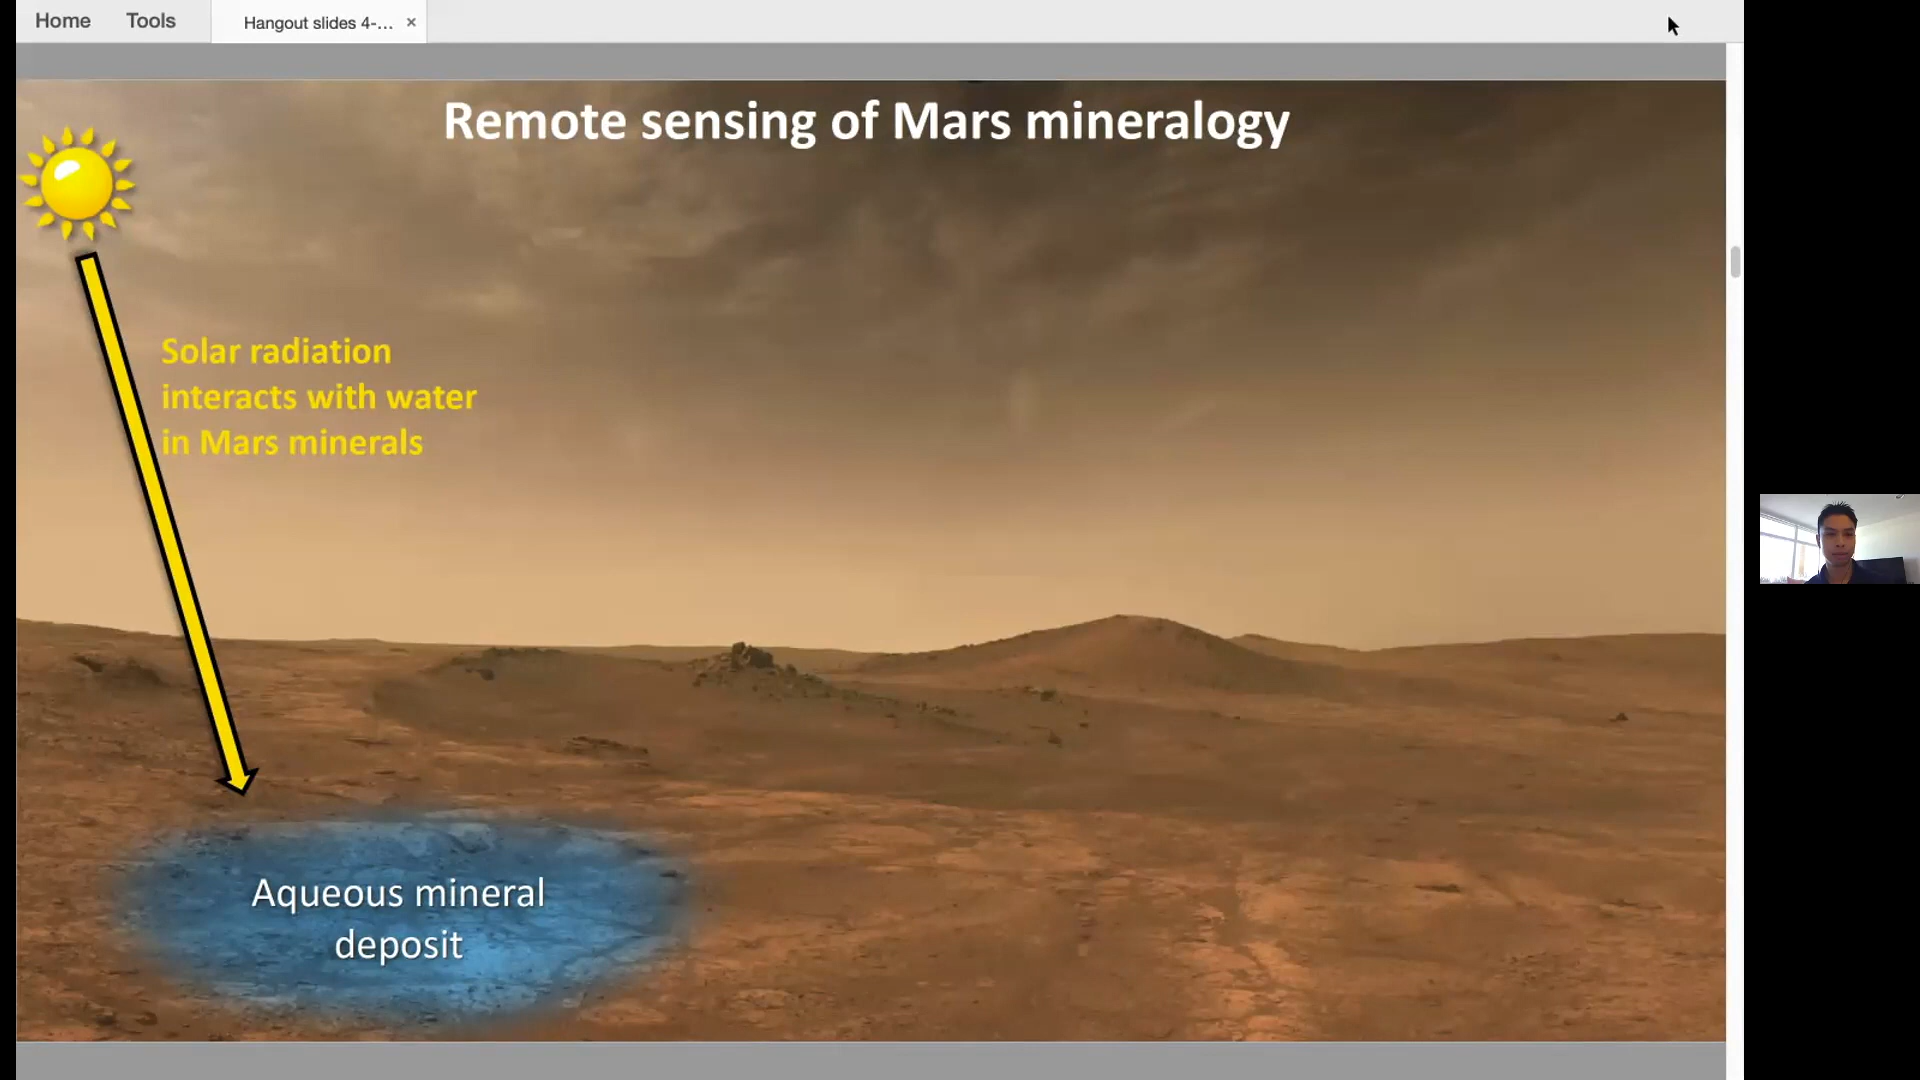 Home Tools Hangout slides 4-... ×
Remote sensing of Mars mineralogy
Solar radiation
interacts with water
in Mars minerals
Aqueous mineral
deposit